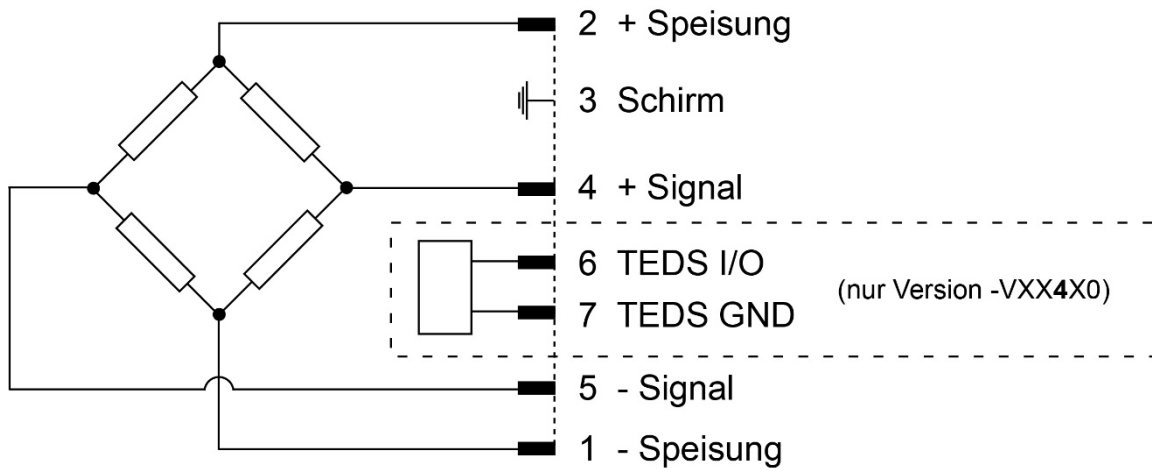 2 + Speisung
3 Schirm
4 + Signal
6 TEDS I/O
(nur Version -VXX4X0)
7 TEDS GND
5 - Signal
1 - Speisung